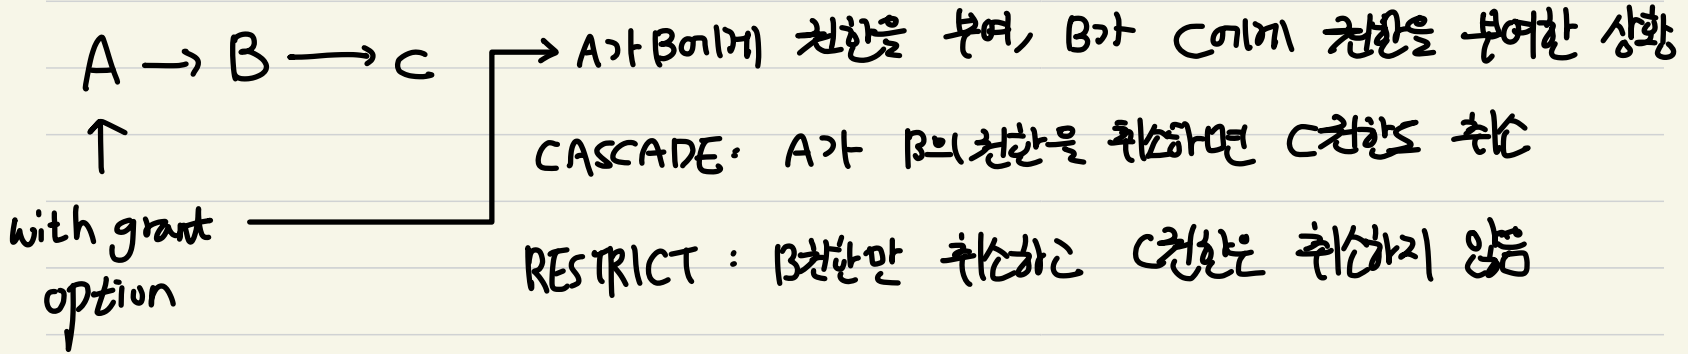 A → B → C
A가 B에게 권한을 부여, B가 C에게 권한을 부여한 상황
CASCADE: A가 B의 권한을 취소하면 C권한도 취소
with grant
option
RESTRICT : B권한만 취소하고 C권한은 취소하지 않음